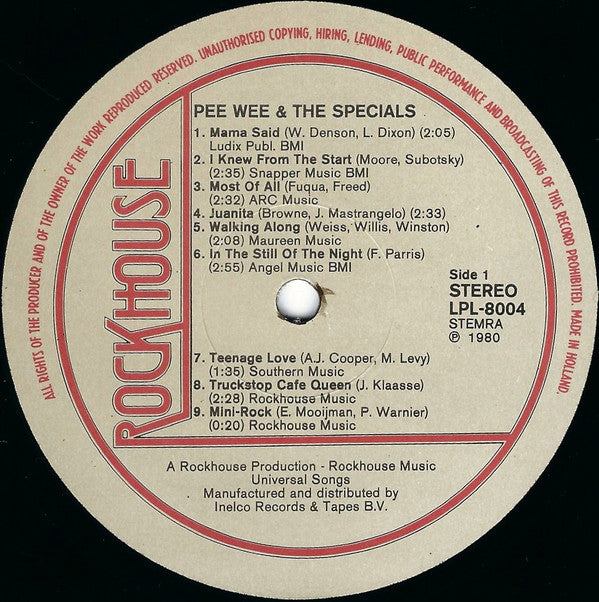 ALL RIGHTS OF THE PRODUCER AND OF THE OWNER OF THE WORK REPRODUCED RESERVED. UNAUTHORISED COPYING, HIRING, LENDING, PUBLIC PERFORMANCE AND BROADCASTING OF THIS RECORD PROHIBITED. MADE IN HOLLAND.
ROCKHOUSE
PEE WEE & THE SPECIALS
1. Mama Said (W. Denson, L. Dixon) (2:05)
Ludix Publ. BMI
2. I Knew From The Start (Moore, Subotsky)
(2:35) Snapper Music BMI
3. Most Of All (Fuqua, Freed)
(2:32) ARC Music
4. Juanita (Browne, J. Mastrangelo) (2:33)
5. Walking Along (Weiss, Willis, Winston)
(2:08) Maureen Music
6. In The Still Of The Night (F. Parris)
(2:55) Angel Music BMI
Side 1
STEREO
LPL-8004
STEMRA
℗ 1980
7. Teenage Love (A.J. Cooper, M. Levy)
(1:35) Southern Music
8. Truckstop Cafe Queen (J. Klaasse)
(2:28) Rockhouse Music
9. Mini-Rock (E. Mooijman, P. Warnier)
(0:20) Rockhouse Music
A Rockhouse Production - Rockhouse Music
Universal Songs
Manufactured and distributed by
Inelco Records & Tapes B.V.